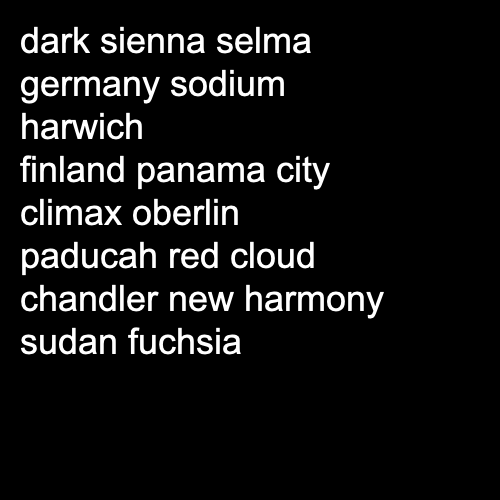 dark sienna selma
germany sodium
harwich
finland panama city
climax oberlin
paducah red cloud
chandler new harmony
sudan fuchsia